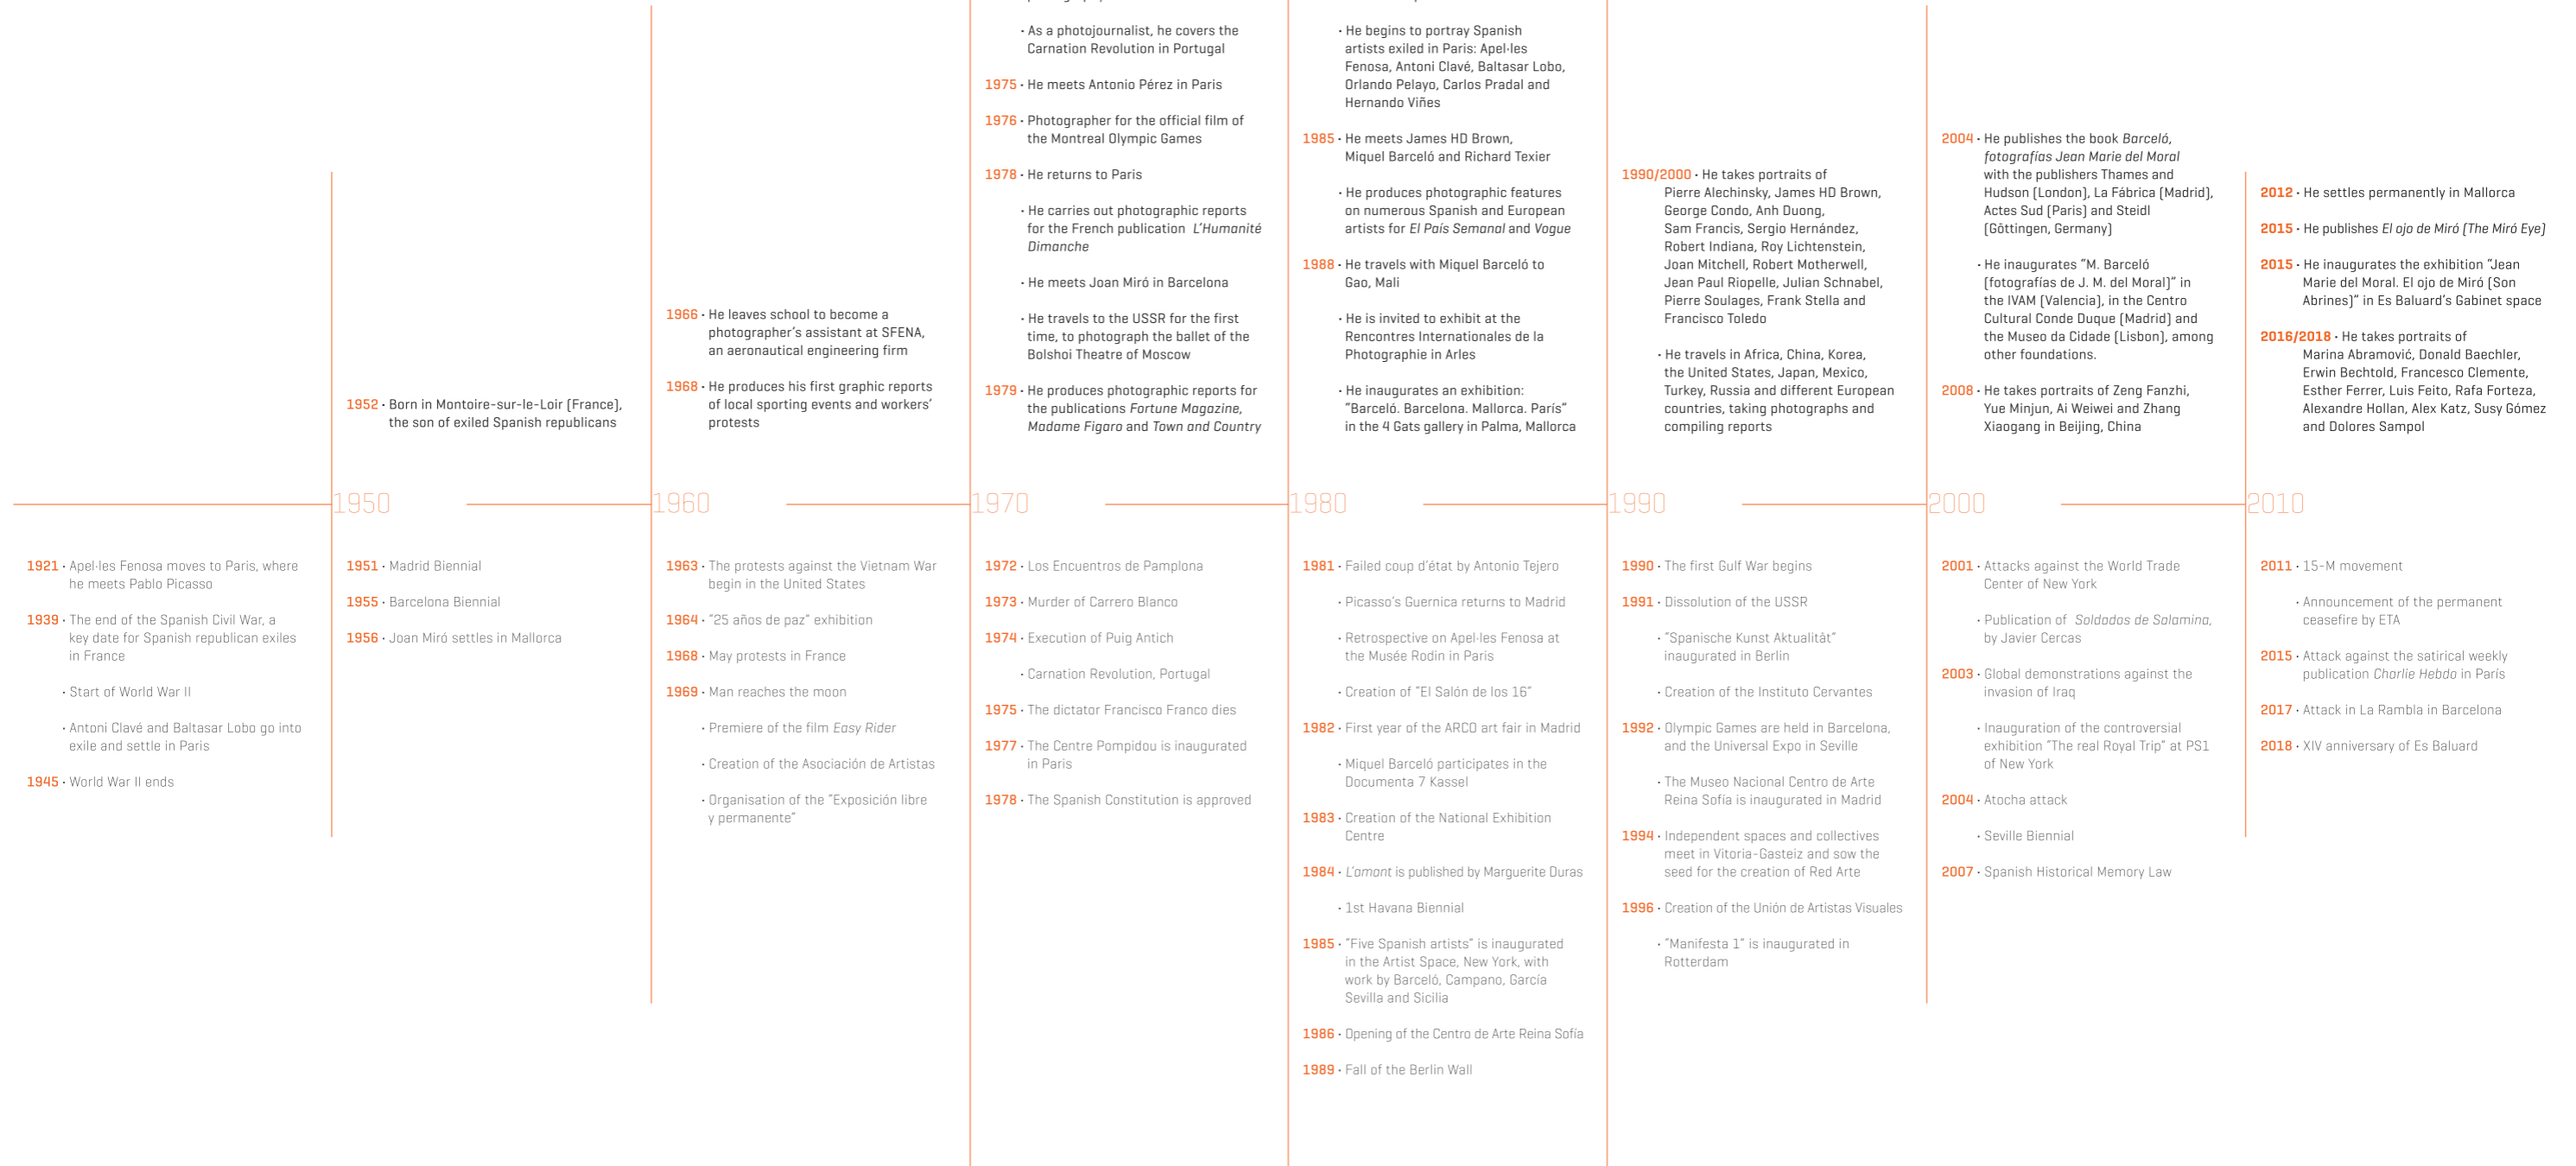 · As a photojournalist, he covers the
Carnation Revolution in Portugal
1975 · He meets Antonio Pérez in Paris
1976 · Photographer for the official film of
the Montreal Olympic Games
1978 · He returns to Paris
· He carries out photographic reports
for the French publication L'Humanité
Dimanche
· He meets Joan Miró in Barcelona
· He travels to the USSR for the first
time, to photograph the ballet of the
Bolshoi Theatre of Moscow
1979 · He produces photographic reports for
the publications Fortune Magazine,
Madame Figaro and Town and Country
· He begins to portray Spanish
artists exiled in Paris: Apel·les
Fenosa, Antoni Clavé, Baltasar Lobo,
Orlando Pelayo, Carlos Pradal and
Hernando Viñes
1985 · He meets James HD Brown,
Miquel Barceló and Richard Texier
· He produces photographic features
on numerous Spanish and European
artists for El País Semanal and Vogue
1988 · He travels with Miquel Barceló to
Gao, Mali
· He is invited to exhibit at the
Rencontres Internationales de la
Photographie in Arles
· He inaugurates an exhibition:
"Barceló. Barcelona. Mallorca. París"
in the 4 Gats gallery in Palma, Mallorca
1990/2000 · He takes portraits of
Pierre Alechinsky, James HD Brown,
George Condo, Anh Duong,
Sam Francis, Sergio Hernández,
Robert Indiana, Roy Lichtenstein,
Joan Mitchell, Robert Motherwell,
Jean Paul Riopelle, Julian Schnabel,
Pierre Soulages, Frank Stella and
Francisco Toledo
· He travels in Africa, China, Korea,
the United States, Japan, Mexico,
Turkey, Russia and different European
countries, taking photographs and
compiling reports
2004 · He publishes the book Barceló,
fotografías Jean Marie del Moral
with the publishers Thames and
Hudson (London), La Fábrica (Madrid),
Actes Sud (Paris) and Steidl
(Göttingen, Germany)
· He inaugurates "M. Barceló
(fotografías de J. M. del Moral)" in
the IVAM (Valencia), in the Centro
Cultural Conde Duque (Madrid) and
the Museo da Cidade (Lisbon), among
other foundations.
2008 · He takes portraits of Zeng Fanzhi,
Yue Minjun, Ai Weiwei and Zhang
Xiaogang in Beijing, China
2012 · He settles permanently in Mallorca
2015 · He publishes El ojo de Miró (The Miró Eye)
2015 · He inaugurates the exhibition "Jean
Marie del Moral. El ojo de Miró (Son
Abrines)" in Es Baluard's Gabinet space
2016/2018 · He takes portraits of
Marina Abramović, Donald Baechler,
Erwin Bechtold, Francesco Clemente,
Esther Ferrer, Luis Feito, Rafa Forteza,
Alexandre Hollan, Alex Katz, Susy Gómez
and Dolores Sampol
1966 · He leaves school to become a
photographer's assistant at SFENA,
an aeronautical engineering firm
1968 · He produces his first graphic reports
of local sporting events and workers'
protests
1952 · Born in Montoire-sur-le-Loir (France),
the son of exiled Spanish republicans
1950
1960
1970
1980
1990
2000
2010
1921 · Apel·les Fenosa moves to Paris, where
he meets Pablo Picasso
1939 · The end of the Spanish Civil War, a
key date for Spanish republican exiles
in France
· Start of World War II
· Antoni Clavé and Baltasar Lobo go into
exile and settle in Paris
1945 · World War II ends
1951 · Madrid Biennial
1955 · Barcelona Biennial
1956 · Joan Miró settles in Mallorca
1963 · The protests against the Vietnam War
begin in the United States
1964 · "25 años de paz" exhibition
1968 · May protests in France
1969 · Man reaches the moon
· Premiere of the film Easy Rider
· Creation of the Asociación de Artistas
· Organisation of the "Exposición libre
y permanente"
1972 · Los Encuentros de Pamplona
1973 · Murder of Carrero Blanco
1974 · Execution of Puig Antich
· Carnation Revolution, Portugal
1975 · The dictator Francisco Franco dies
1977 · The Centre Pompidou is inaugurated
in Paris
1978 · The Spanish Constitution is approved
1981 · Failed coup d'état by Antonio Tejero
· Picasso's Guernica returns to Madrid
· Retrospective on Apel·les Fenosa at
the Musée Rodin in Paris
· Creation of "El Salón de los 16"
1982 · First year of the ARCO art fair in Madrid
· Miquel Barceló participates in the
Documenta 7 Kassel
1983 · Creation of the National Exhibition
Centre
1984 · L'amant is published by Marguerite Duras
· 1st Havana Biennial
1985 · "Five Spanish artists" is inaugurated
in the Artist Space, New York, with
work by Barceló, Campano, García
Sevilla and Sicilia
1986 · Opening of the Centro de Arte Reina Sofía
1989 · Fall of the Berlin Wall
1990 · The first Gulf War begins
1991 · Dissolution of the USSR
· "Spanische Kunst Aktualität"
inaugurated in Berlin
· Creation of the Instituto Cervantes
1992 · Olympic Games are held in Barcelona,
and the Universal Expo in Seville
· The Museo Nacional Centro de Arte
Reina Sofía is inaugurated in Madrid
1994 · Independent spaces and collectives
meet in Vitoria-Gasteiz and sow the
seed for the creation of Red Arte
1996 · Creation of the Unión de Artistas Visuales
· "Manifesta 1" is inaugurated in
Rotterdam
2001 · Attacks against the World Trade
Center of New York
· Publication of Soldados de Salamina,
by Javier Cercas
2003 · Global demonstrations against the
invasion of Iraq
· Inauguration of the controversial
exhibition "The real Royal Trip" at PS1
of New York
2004 · Atocha attack
· Seville Biennial
2007 · Spanish Historical Memory Law
2011 · 15-M movement
· Announcement of the permanent
ceasefire by ETA
2015 · Attack against the satirical weekly
publication Charlie Hebdo in París
2017 · Attack in La Rambla in Barcelona
2018 · XIV anniversary of Es Baluard